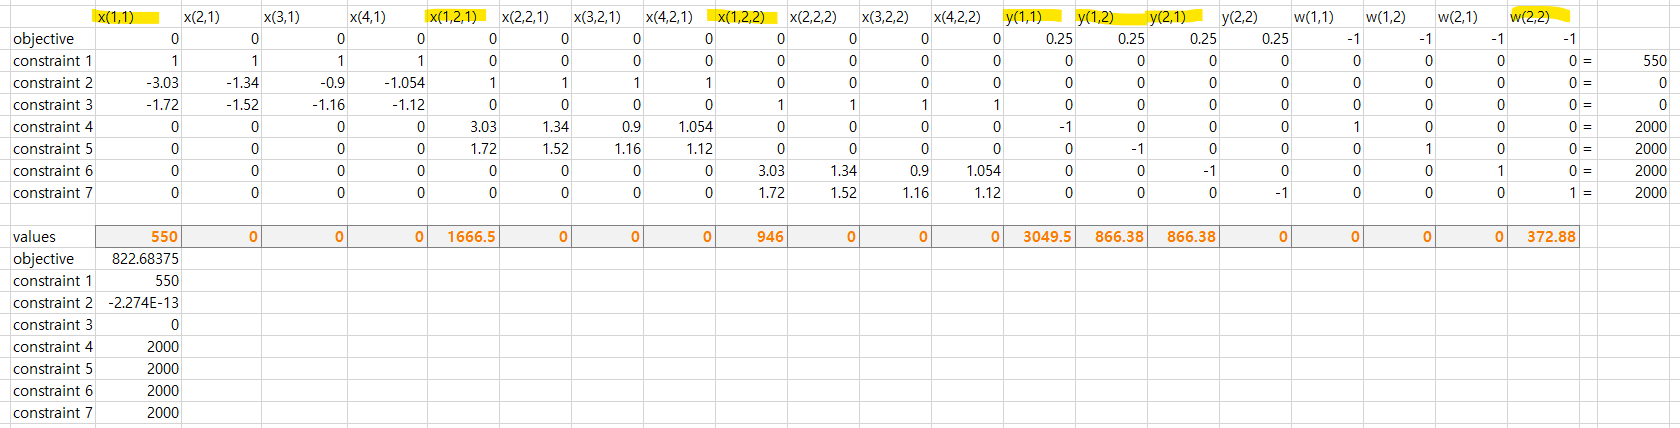 x(1,1) x(2,1) x(3,1) x(4,1) x(1,2,1) x(2,2,1) x(3,2,1) x(4,2,1) x(1,2,2) x(2,2,2) x(3,2,2) x(4,2,2) y(1,1) y(1,2) y(2,1) y(2,2) w(1,1) w(1,2) w(2,1) w(2,2)
objective 0 0 0 0 0 0 0 0 0 0 0 0 0.25 0.25 0.25 0.25 -1 -1 -1 -1
constraint 1 1 1 1 1 0 0 0 0 0 0 0 0 0 0 0 0 0 0 0 0 = 550
constraint 2 -3.03 -1.34 -0.9 -1.054 1 1 1 1 0 0 0 0 0 0 0 0 0 0 0 0 = 0
constraint 3 -1.72 -1.52 -1.16 -1.12 0 0 0 0 1 1 1 1 0 0 0 0 0 0 0 0 = 0
constraint 4 0 0 0 0 3.03 1.34 0.9 1.054 0 0 0 0 -1 0 0 0 1 0 0 0 = 2000
constraint 5 0 0 0 0 1.72 1.52 1.16 1.12 0 0 0 0 0 -1 0 0 0 1 0 0 = 2000
constraint 6 0 0 0 0 0 0 0 0 3.03 1.34 0.9 1.054 0 0 -1 0 0 0 1 0 = 2000
constraint 7 0 0 0 0 0 0 0 0 1.72 1.52 1.16 1.12 0 0 0 -1 0 0 0 1 = 2000
values 550 0 0 0 1666.5 0 0 0 946 0 0 0 3049.5 866.38 866.38 0 0 0 0 372.88
objective 822.68375
constraint 1 550
constraint 2 -2.274E-13
constraint 3 0
constraint 4 2000
constraint 5 2000
constraint 6 2000
constraint 7 2000